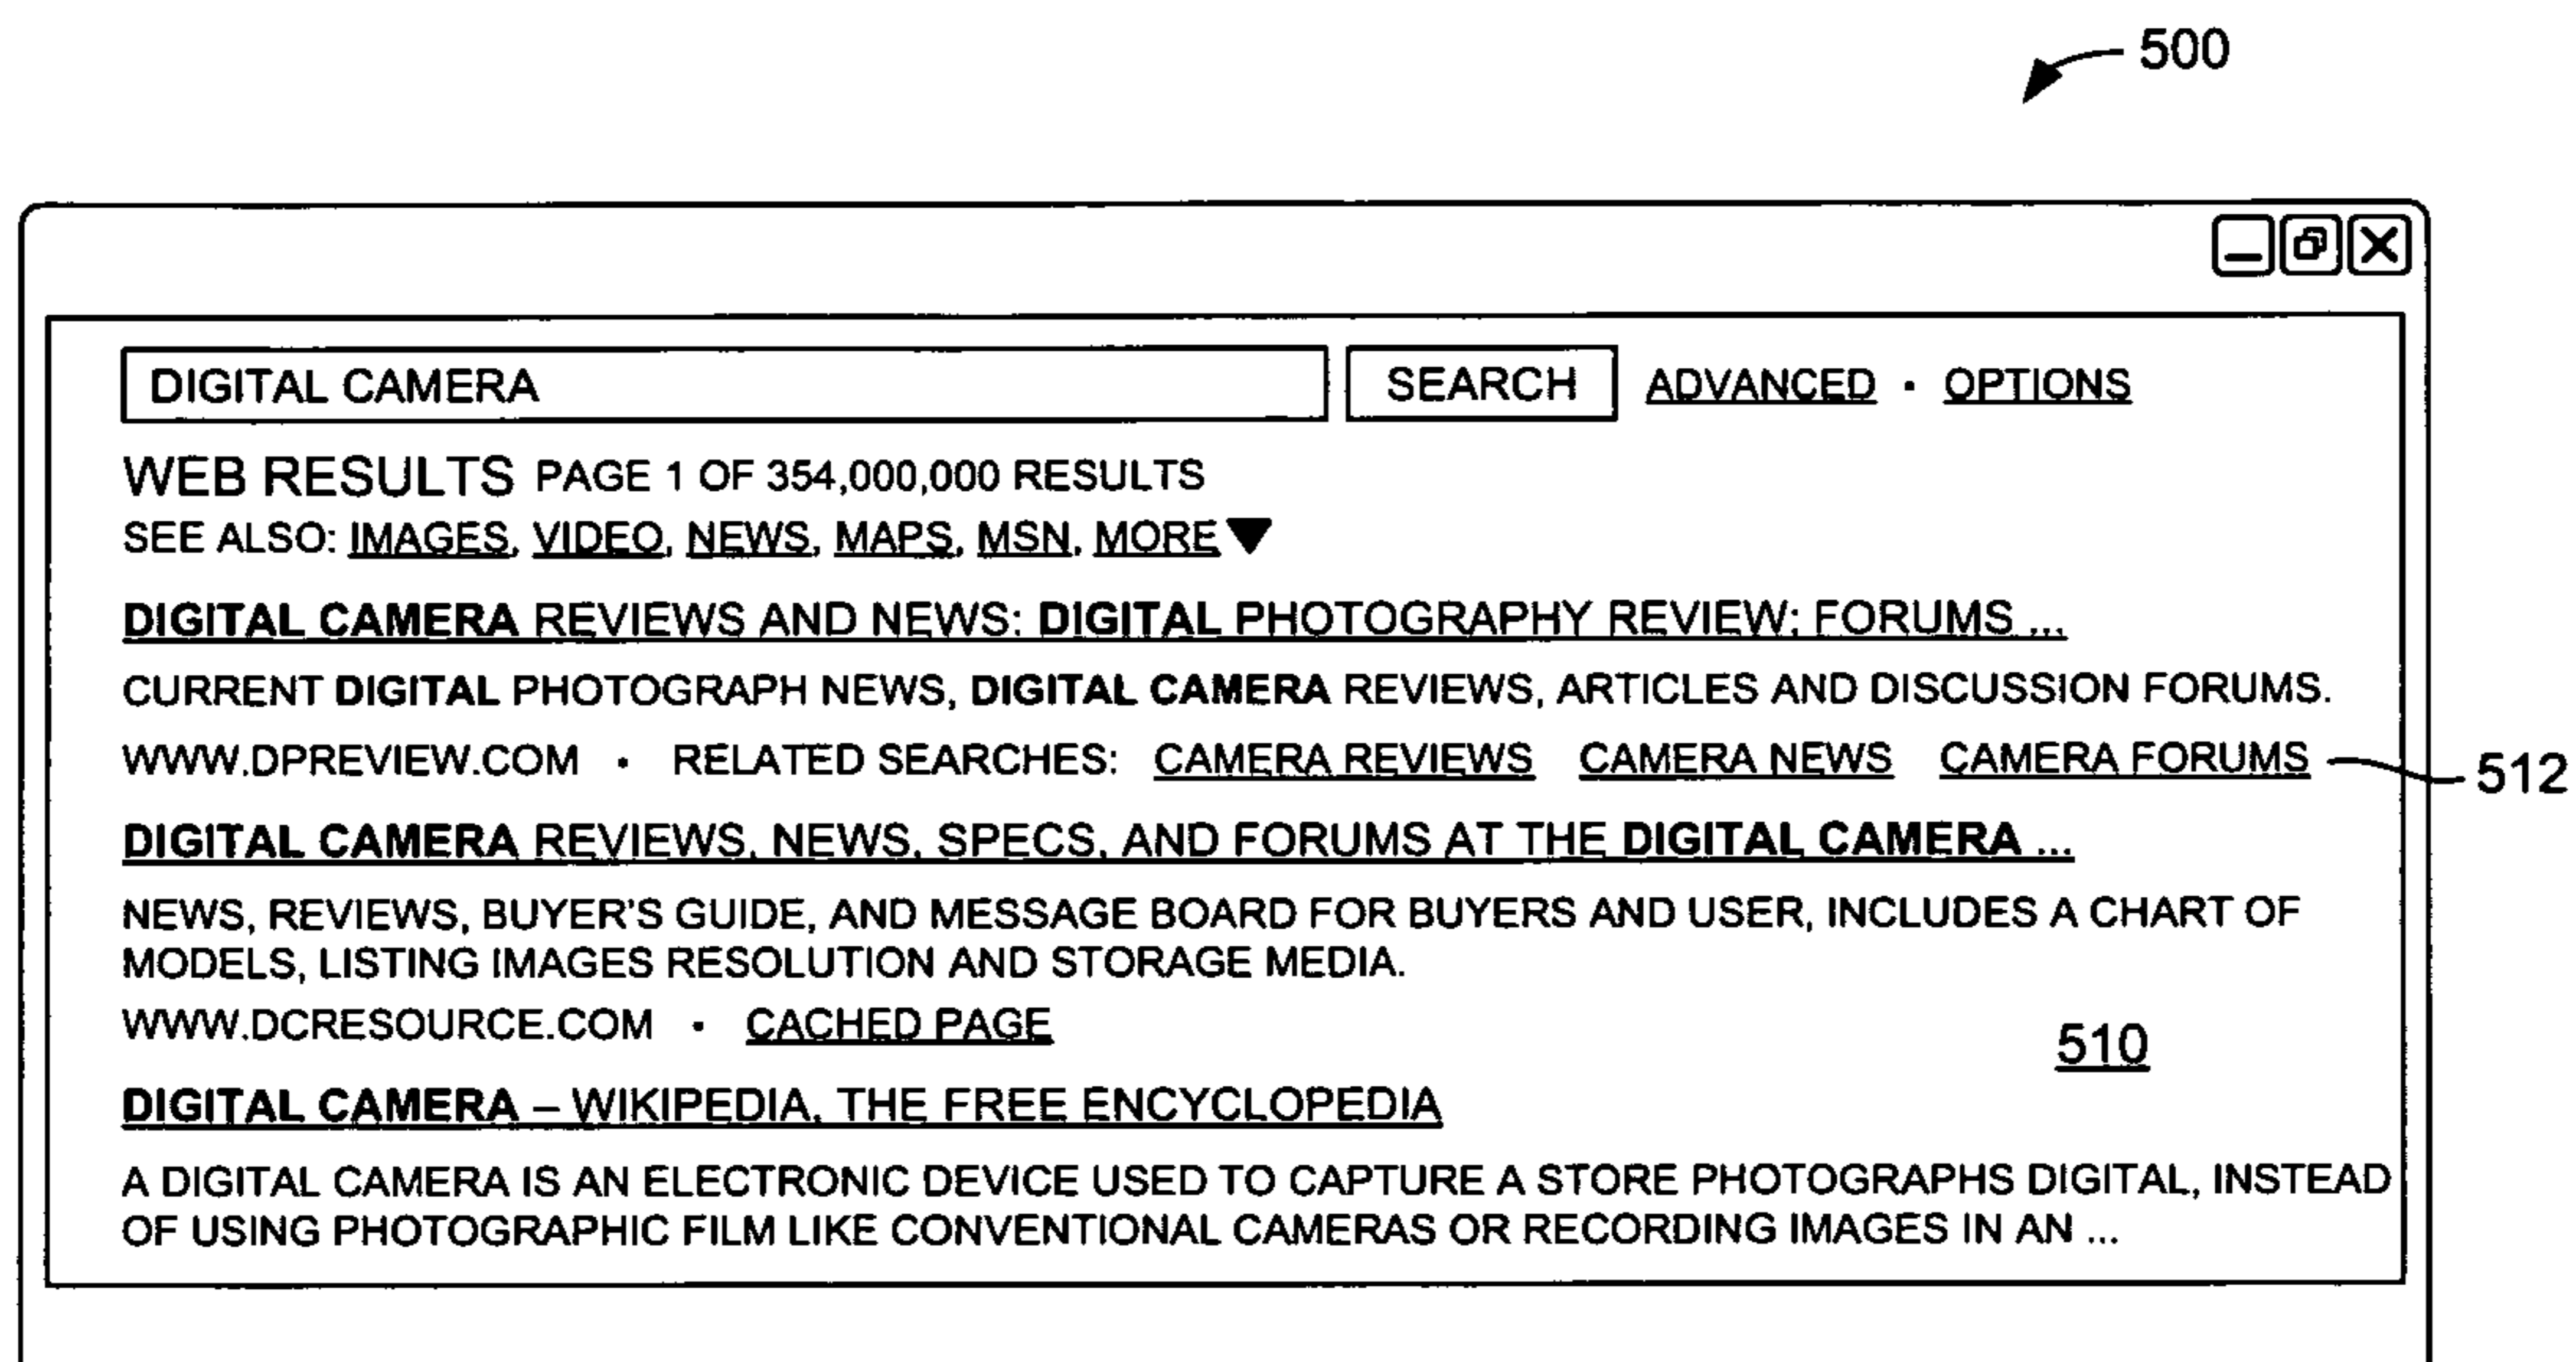 500
DIGITAL CAMERA SEARCH ADVANCED · OPTIONS
WEB RESULTS PAGE 1 OF 354,000,000 RESULTS
SEE ALSO: IMAGES, VIDEO, NEWS, MAPS, MSN, MORE
DIGITAL CAMERA REVIEWS AND NEWS: DIGITAL PHOTOGRAPHY REVIEW; FORUMS ...
CURRENT DIGITAL PHOTOGRAPH NEWS, DIGITAL CAMERA REVIEWS, ARTICLES AND DISCUSSION FORUMS.
WWW.DPREVIEW.COM · RELATED SEARCHES: CAMERA REVIEWS CAMERA NEWS CAMERA FORUMS 512
DIGITAL CAMERA REVIEWS, NEWS, SPECS, AND FORUMS AT THE DIGITAL CAMERA ...
NEWS, REVIEWS, BUYER'S GUIDE, AND MESSAGE BOARD FOR BUYERS AND USER, INCLUDES A CHART OF
MODELS, LISTING IMAGES RESOLUTION AND STORAGE MEDIA.
WWW.DCRESOURCE.COM · CACHED PAGE
510
DIGITAL CAMERA – WIKIPEDIA, THE FREE ENCYCLOPEDIA
A DIGITAL CAMERA IS AN ELECTRONIC DEVICE USED TO CAPTURE A STORE PHOTOGRAPHS DIGITAL, INSTEAD
OF USING PHOTOGRAPHIC FILM LIKE CONVENTIONAL CAMERAS OR RECORDING IMAGES IN AN ...